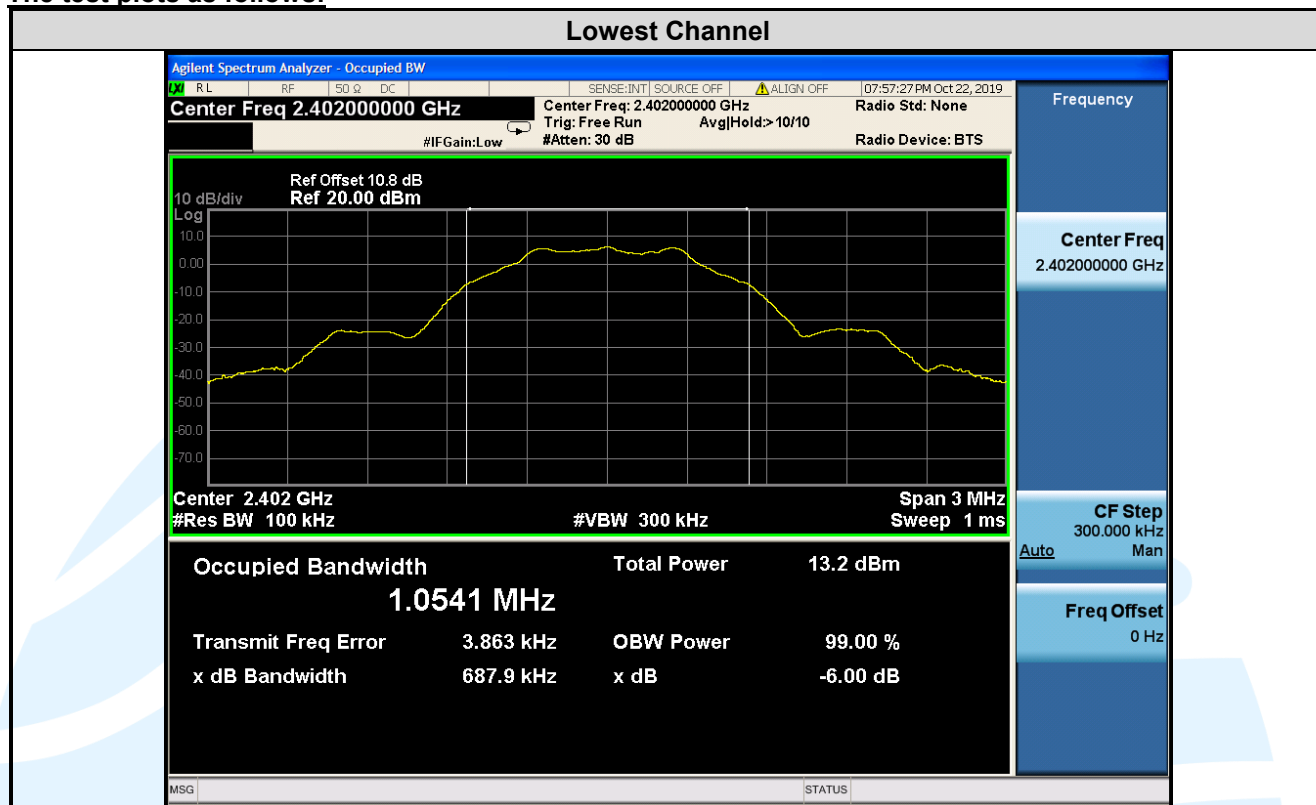 The test plots as follows:
Lowest Channel
Agilent Spectrum Analyzer - Occupied BW
LXI RL RF 50 Ω DC SENSE:INT SOURCE OFF ALIGN OFF 07:57:27 PM Oct 22, 2019
Center Freq 2.402000000 GHz
Center Freq: 2.402000000 GHz
Radio Std: None
Trig: Free Run Avg|Hold:> 10/10
#IFGain:Low
#Atten: 30 dB
Radio Device: BTS
Frequency
Ref Offset 10.8 dB
10 dB/div Ref 20.00 dBm
Log
10.0
0.00
-10.0
-20.0
-30.0
-40.0
-50.0
-60.0
-70.0
Center 2.402 GHz Span 3 MHz
#Res BW 100 kHz #VBW 300 kHz Sweep 1 ms
Occupied Bandwidth Total Power 13.2 dBm
1.0541 MHz
Transmit Freq Error 3.863 kHz OBW Power 99.00 %
x dB Bandwidth 687.9 kHz x dB -6.00 dB
Center Freq
2.402000000 GHz
CF Step
300.000 kHz
Auto Man
Freq Offset
0 Hz
MSG STATUS